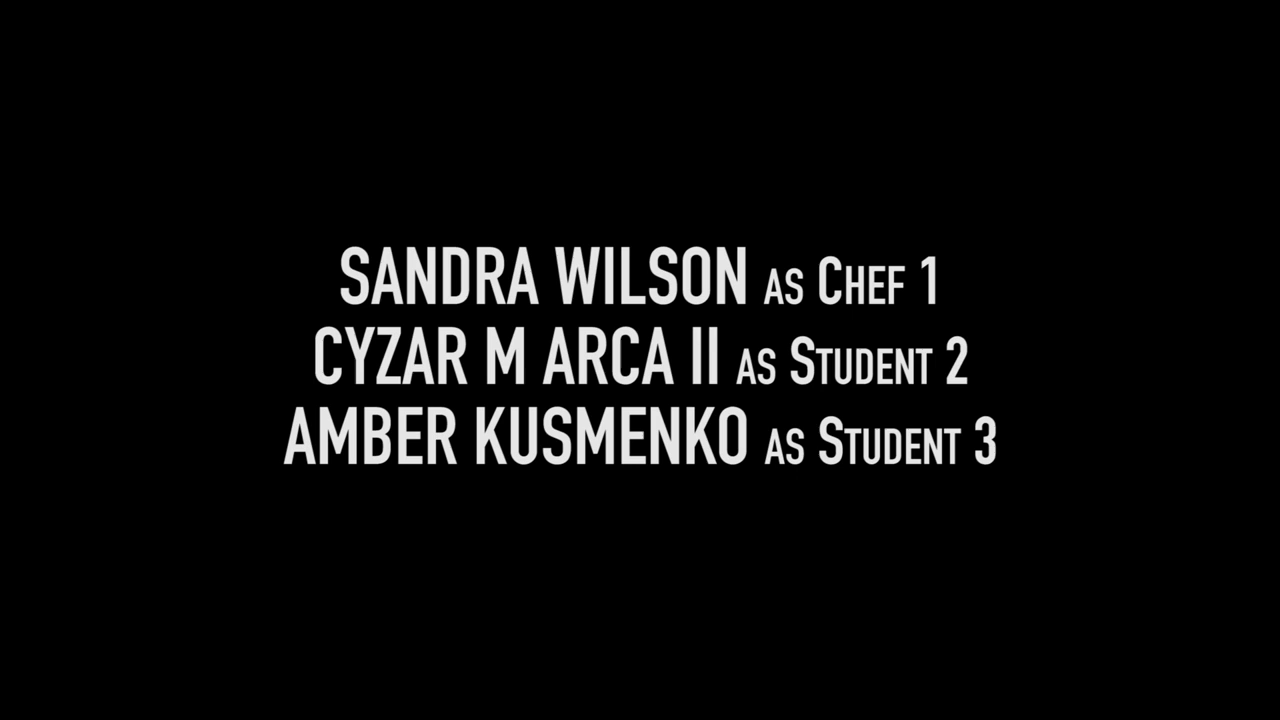 SANDRA WILSON AS CHEF 1
CYZAR M ARCA II AS STUDENT 2
AMBER KUSMENKO AS STUDENT 3